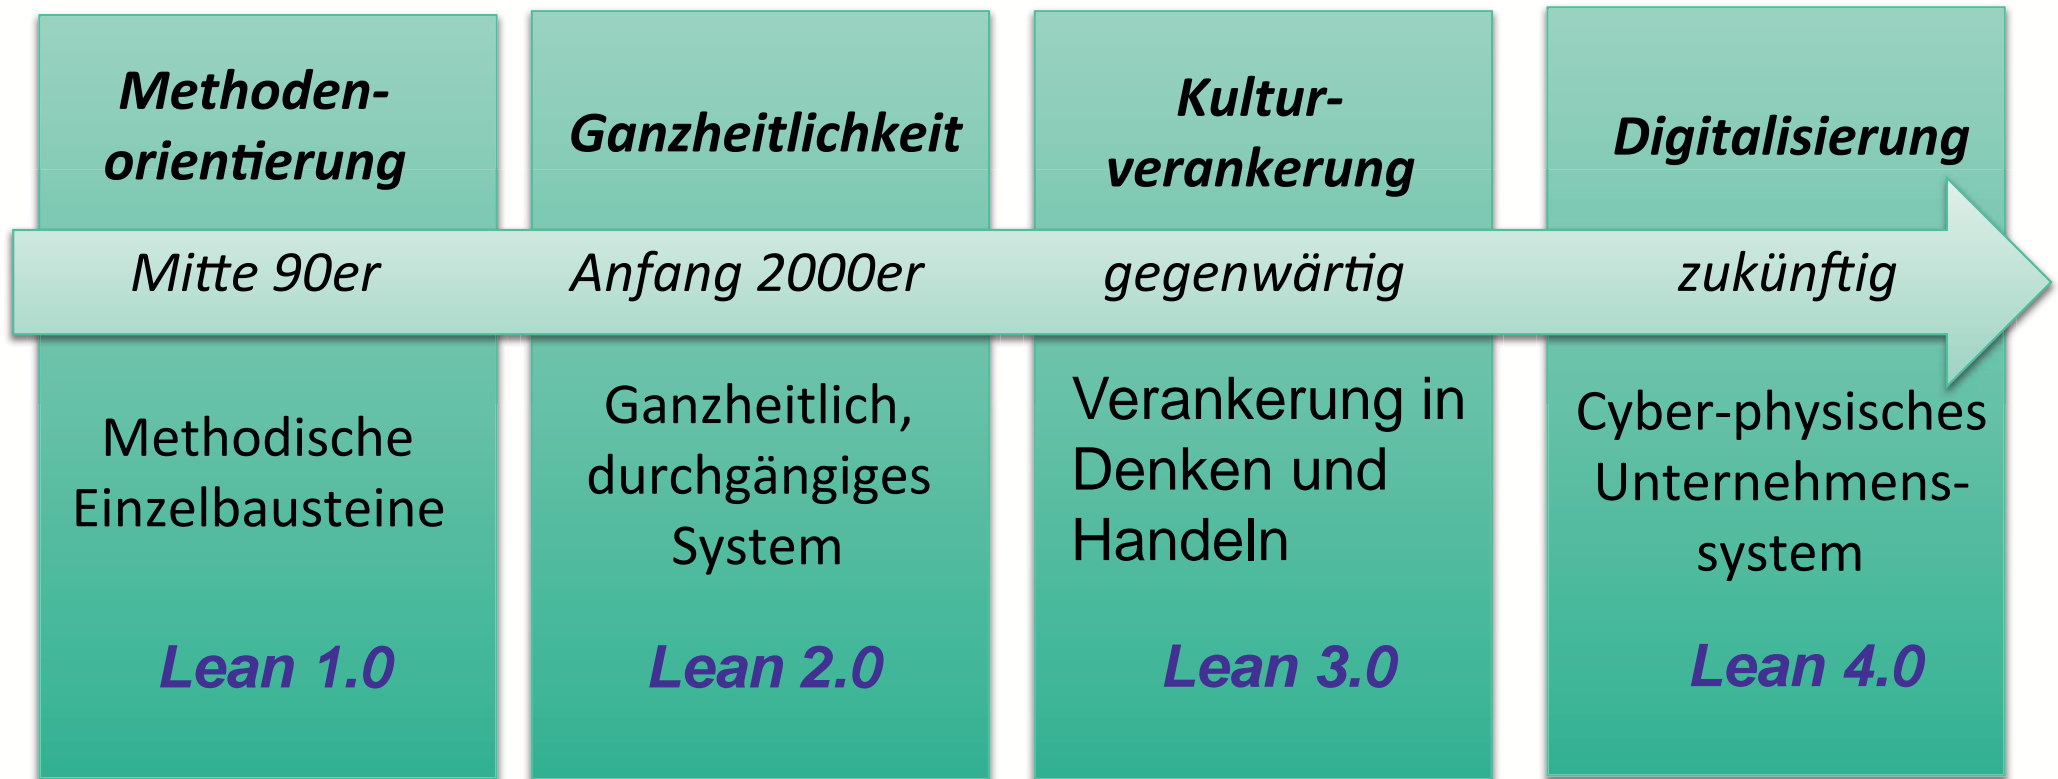 Methoden-
orientierung
Mitte 90er
Methodische
Einzelbausteine
Lean 1.0
Ganzheitlichkeit
Anfang 2000er
Ganzheitlich,
durchgängiges
System
Lean 2.0
Kultur-
verankerung
gegenwärtig
Verankerung in
Denken und
Handeln
Lean 3.0
Digitalisierung
zukünftig
Cyber-physisches
Unternehmens-
system
Lean 4.0